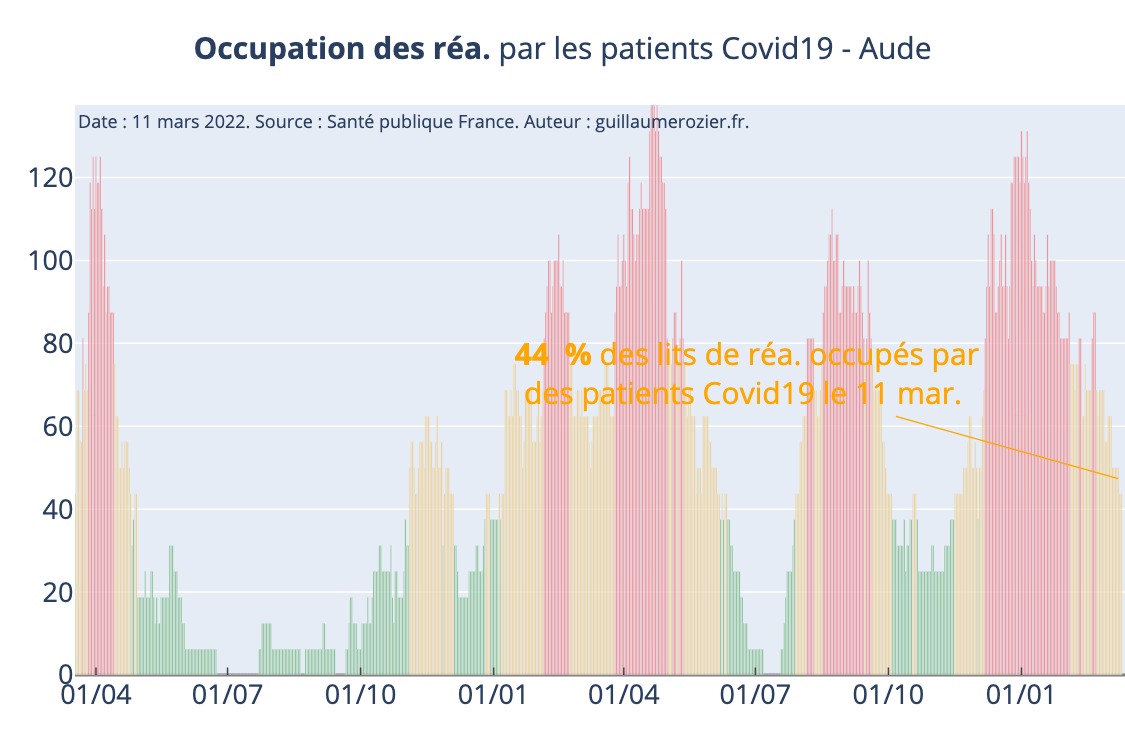 Occupation des réa. par les patients Covid19 - Aude
Date : 11 mars 2022. Source : Santé publique France. Auteur : guillaumerozier.fr.
120
100
80
44 % des lits de réa. occupés par
des patients Covid19 le 11 mar.
60
40
20
0
01/04 01/07 01/10 01/01 01/04 01/07 01/10 01/01